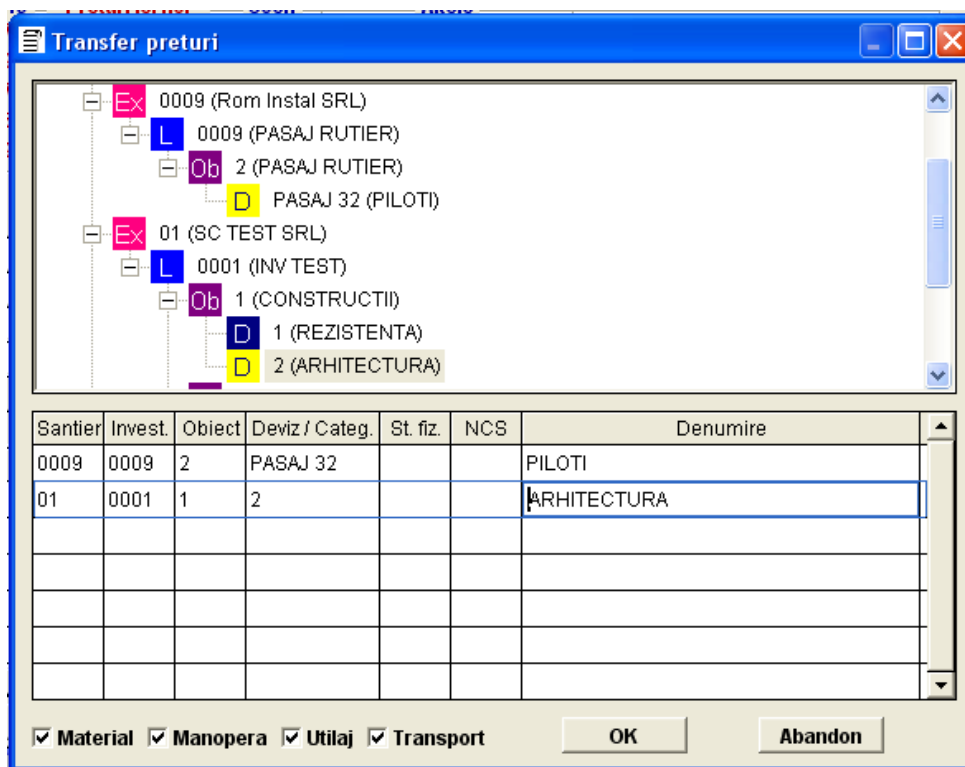 Transfer preturi
Ex 0009 (Rom Instal SRL)
L 0009 (PASAJ RUTIER)
Ob 2 (PASAJ RUTIER)
D PASAJ 32 (PILOTI)
Ex 01 (SC TEST SRL)
L 0001 (INV TEST)
Ob 1 (CONSTRUCTII)
D 1 (REZISTENTA)
D 2 (ARHITECTURA)
Santier Invest. Obiect Deviz / Categ. St. fiz. NCS Denumire
0009 0009 2 PASAJ 32 PILOTI
01 0001 1 2 ARHITECTURA
Material Manopera Utilaj Transport OK Abandon